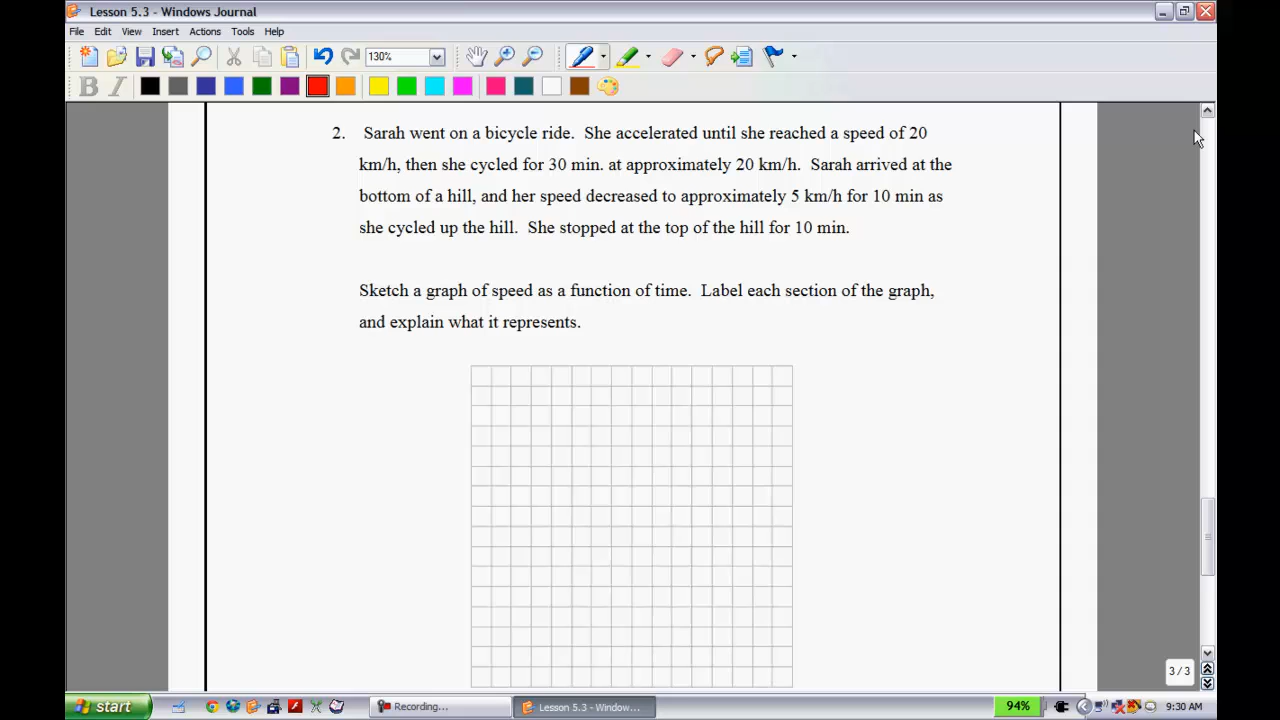 Lesson 5.3 - Windows Journal
File Edit View Insert Actions Tools Help
130%
B I
2. Sarah went on a bicycle ride. She accelerated until she reached a speed of 20
km/h, then she cycled for 30 min. at approximately 20 km/h. Sarah arrived at the
bottom of a hill, and her speed decreased to approximately 5 km/h for 10 min as
she cycled up the hill. She stopped at the top of the hill for 10 min.
Sketch a graph of speed as a function of time. Label each section of the graph,
and explain what it represents.
3 / 3
start Recording... Lesson 5.3 - Window... 94% 9:30 AM